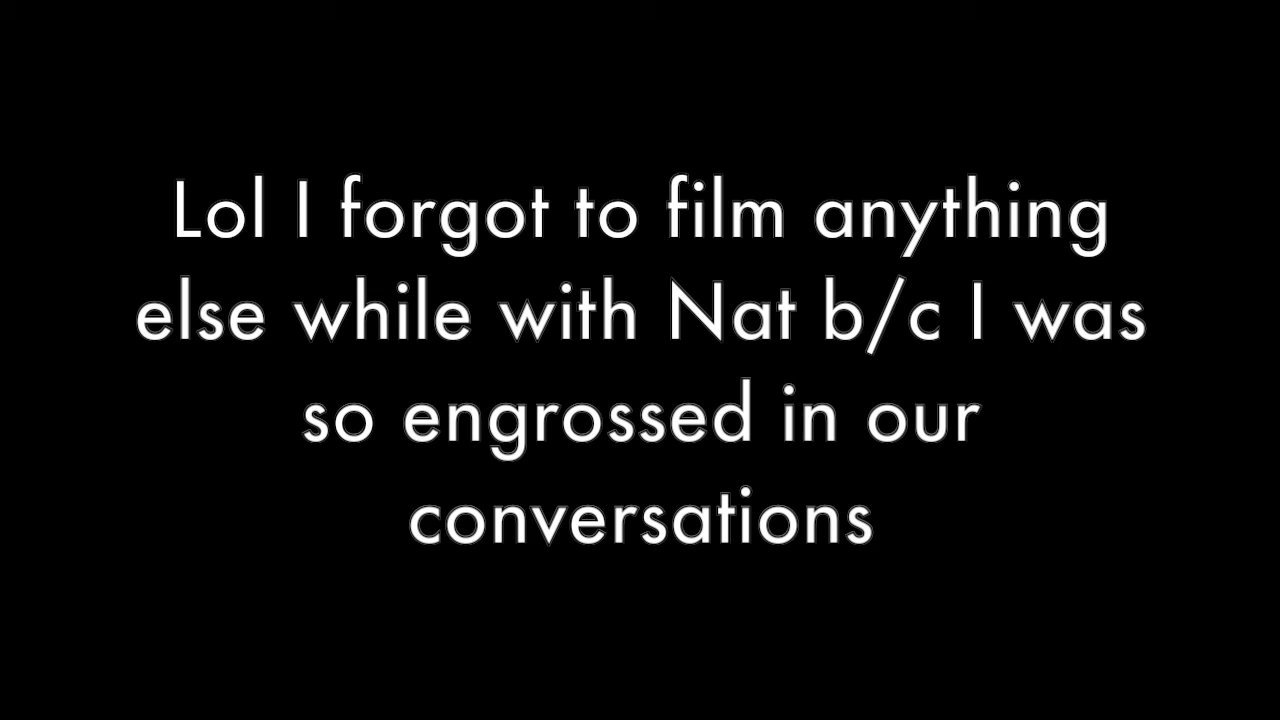 Lol I forgot to film anything
else while with Nat b/c I was
so engrossed in our
conversations